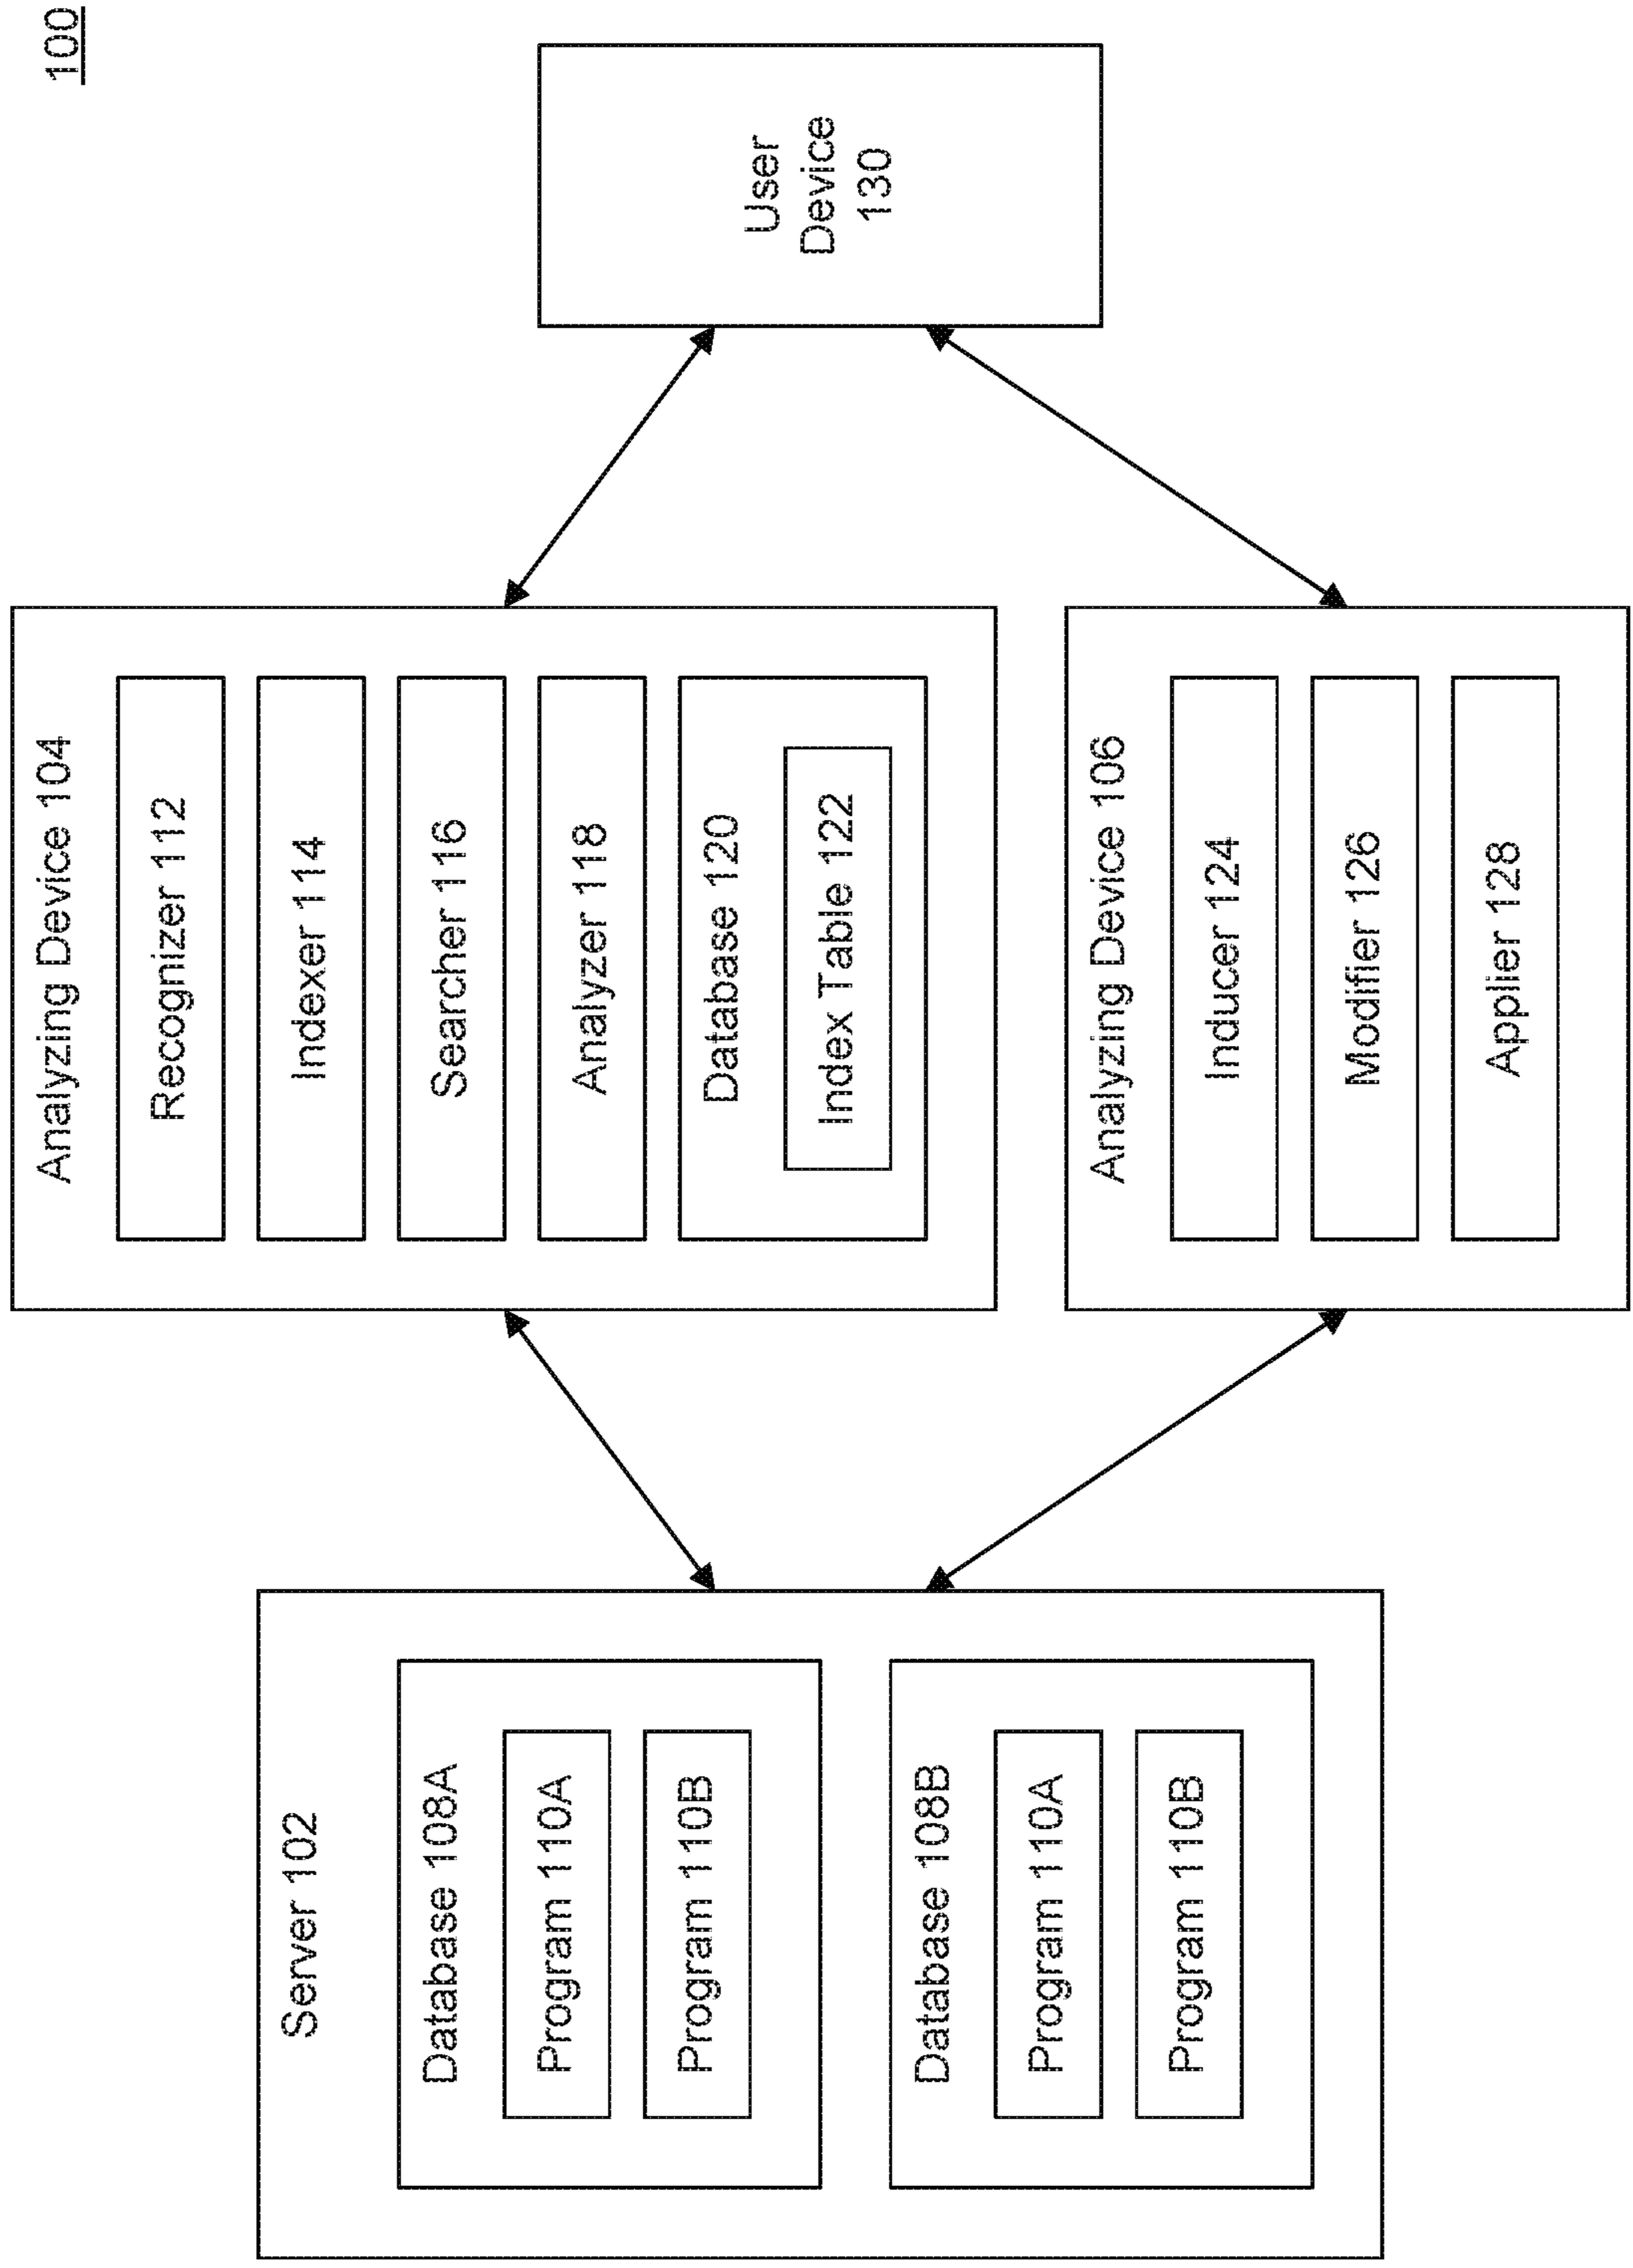 100
Server 102
Database 108A
Program 110A
Program 110B
Database 108B
Program 110A
Program 110B
Analyzing Device 104
Recognizer 112
Indexer 114
Searcher 116
Analyzer 118
Database 120
Index Table 122
Analyzing Device 106
Inducer 124
Modifier 126
Applier 128
User
Device
130